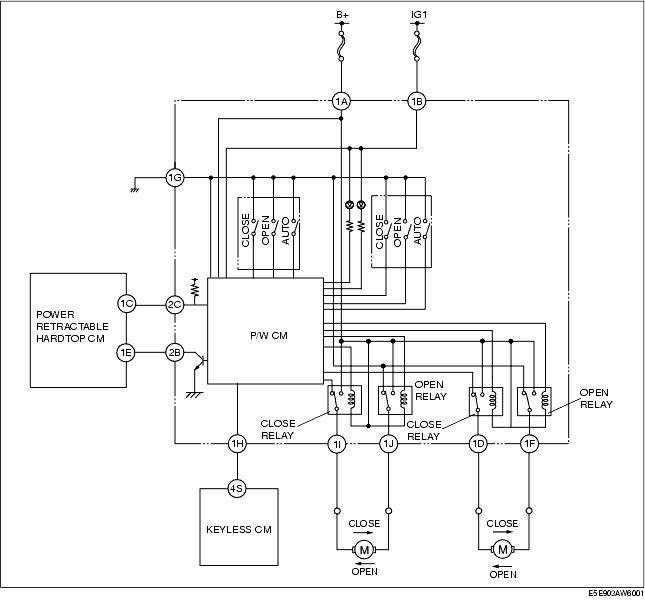 B+
IG1
1A
1B
1G
CLOSE
OPEN
AUTO
CLOSE
OPEN
AUTO
POWER
RETRACTABLE
HARDTOP CM
1C
2C
1E
2B
P/W CM
OPEN
RELAY
OPEN
RELAY
CLOSE
RELAY
CLOSE
RELAY
1H
1I
1J
1D
1F
4S
KEYLESS CM
CLOSE
M
OPEN
CLOSE
M
OPEN
E5E903AW6001